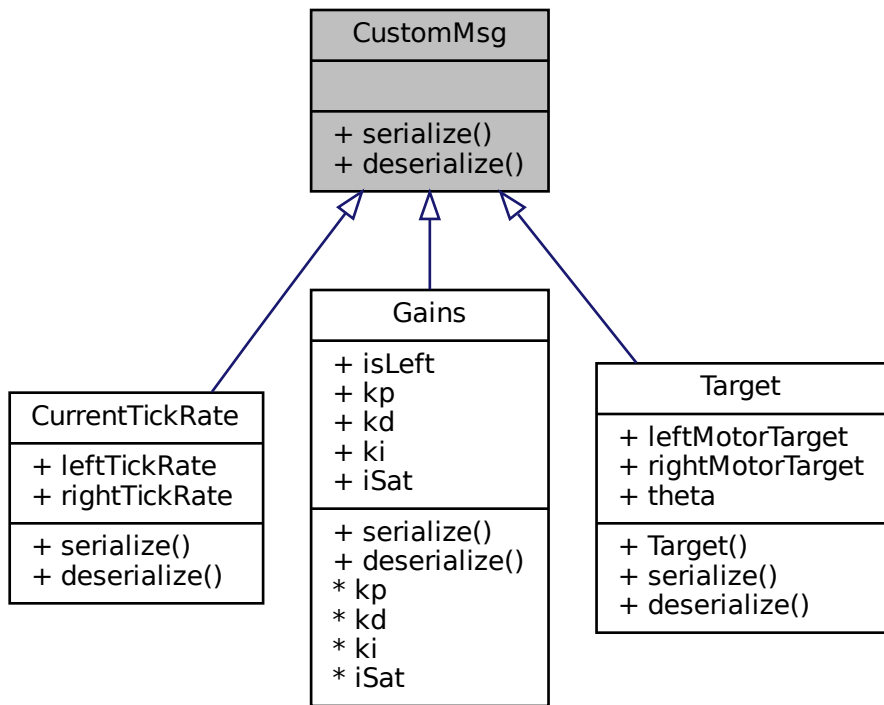 CustomMsg
+ serialize()
+ deserialize()
CurrentTickRate
+ leftTickRate
+ rightTickRate
+ serialize()
+ deserialize()
Gains
+ isLeft
+ kp
+ kd
+ ki
+ iSat
+ serialize()
+ deserialize()
* kp
* kd
* ki
* iSat
Target
+ leftMotorTarget
+ rightMotorTarget
+ theta
+ Target()
+ serialize()
+ deserialize()